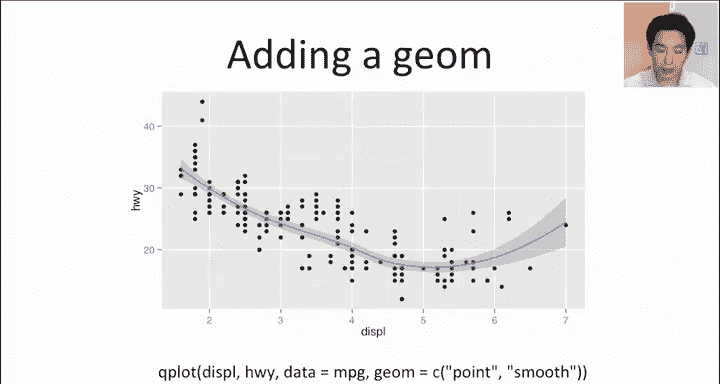 Adding a geom
40
30
20
hwy
2 3 4 5 6 7
displ
qplot(displ, hwy, data = mpg, geom = c("point", "smooth"))